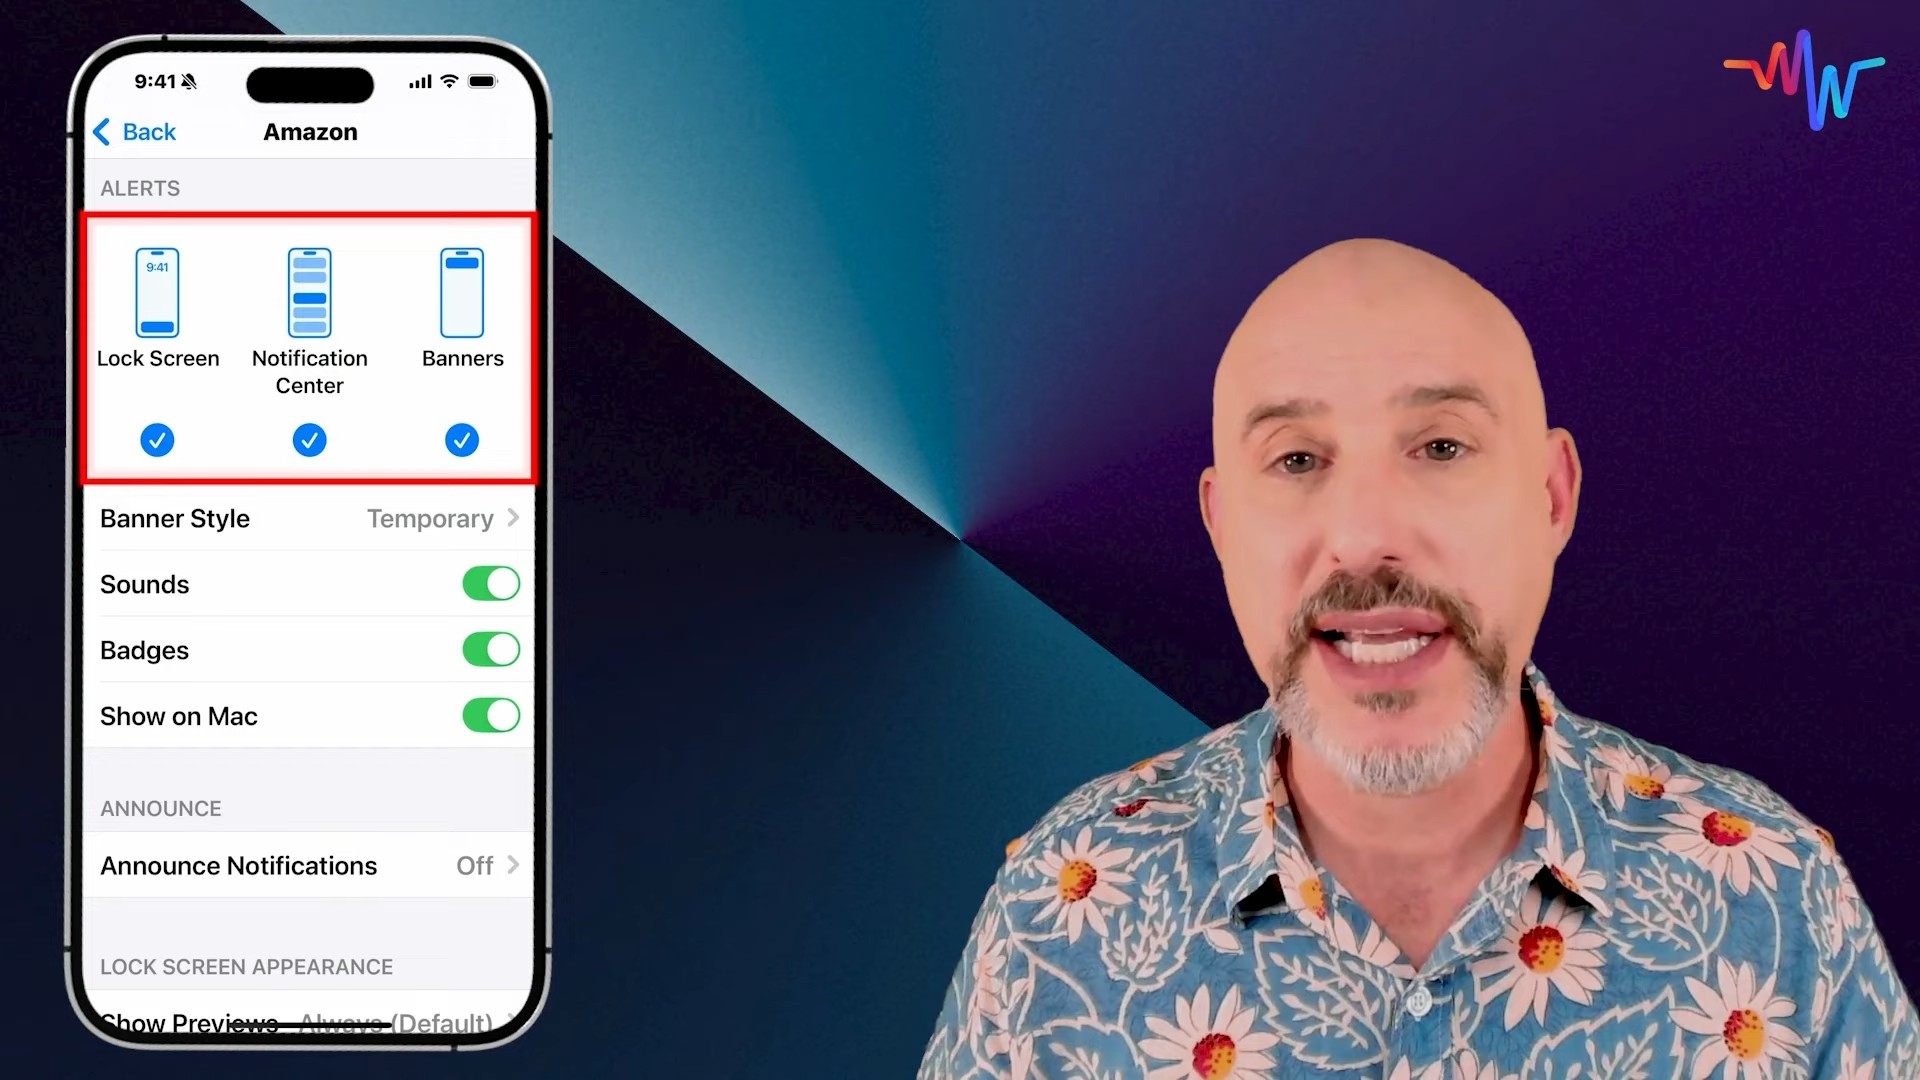 9:41
Back
Amazon
ALERTS
9:41
Lock Screen
Notification
Center
Banners
Banner Style Temporary
Sounds
Badges
Show on Mac
ANNOUNCE
Announce Notifications Off
LOCK SCREEN APPEARANCE
Show Previews Always (Default)